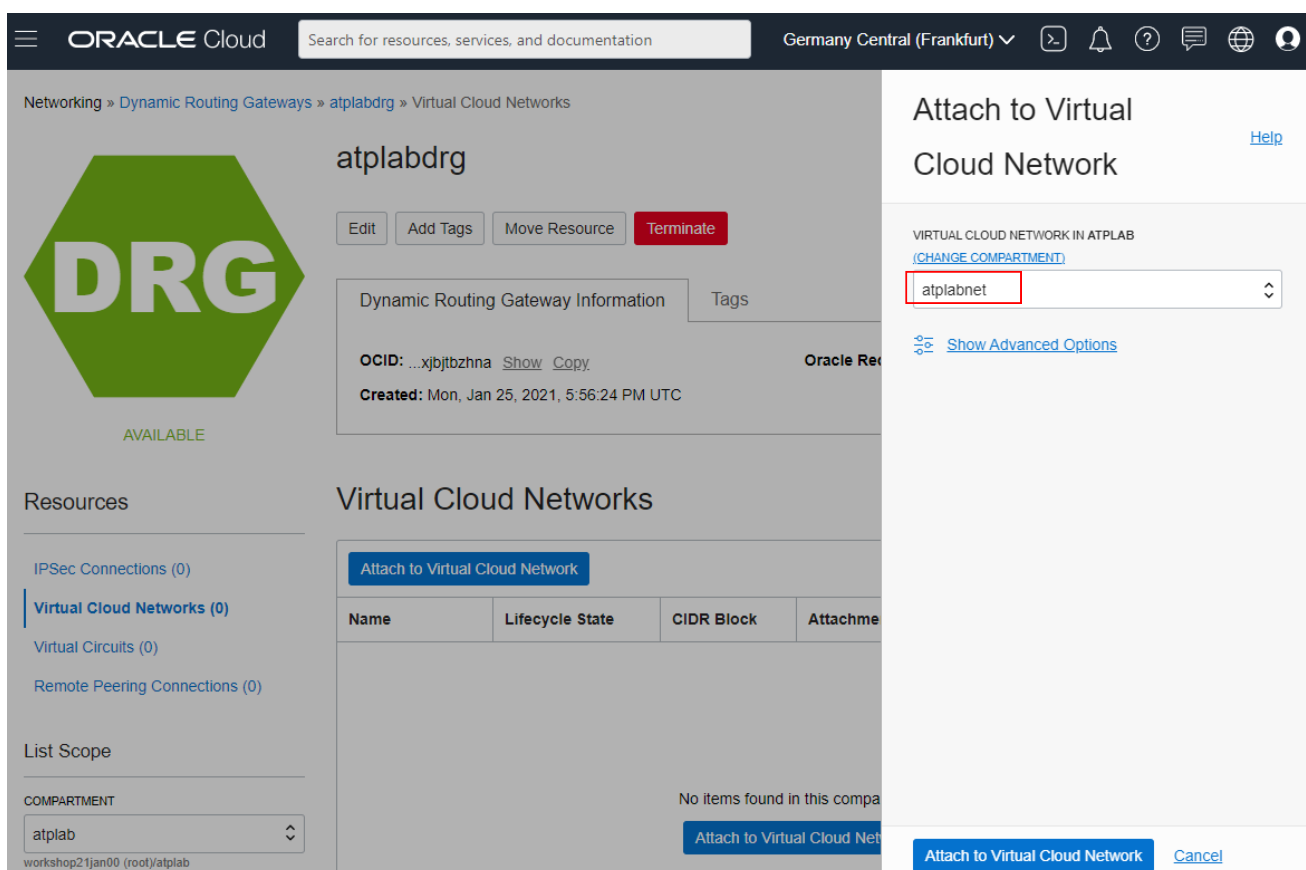 ORACLE Cloud
Search for resources, services, and documentation
Germany Central (Frankfurt)
Networking » Dynamic Routing Gateways » atplabdrg » Virtual Cloud Networks
DRG
AVAILABLE
atplabdrg
Edit
Add Tags
Move Resource
Terminate
Dynamic Routing Gateway Information
Tags
OCID: ...xjbjtbzhna Show Copy
Oracle Red
Created: Mon, Jan 25, 2021, 5:56:24 PM UTC
Resources
IPSec Connections (0)
Virtual Cloud Networks (0)
Virtual Circuits (0)
Remote Peering Connections (0)
List Scope
COMPARTMENT
atplab
workshop21jan00 (root)/atplab
Virtual Cloud Networks
Attach to Virtual Cloud Network
Name
Lifecycle State
CIDR Block
Attachme
No items found in this compa
Attach to Virtual Cloud Net
Attach to Virtual
Cloud Network
Help
VIRTUAL CLOUD NETWORK IN ATPLAB
(CHANGE COMPARTMENT)
atplabnet
Show Advanced Options
Attach to Virtual Cloud Network
Cancel